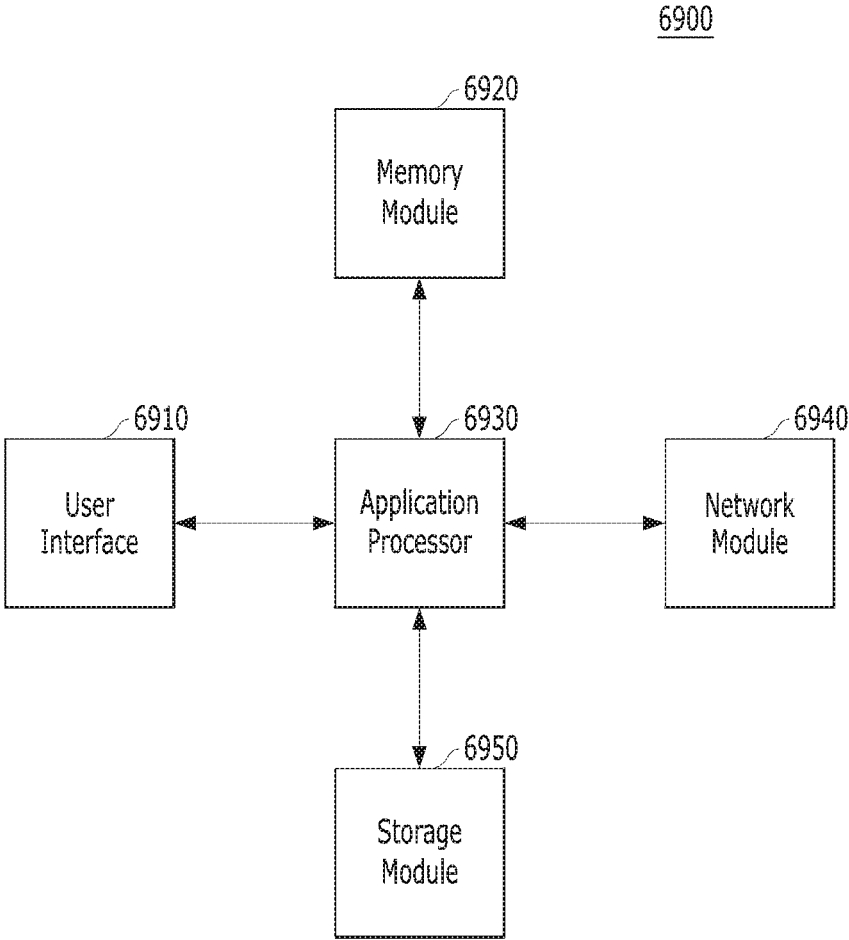 6900
6920
Memory
Module
6910
User
Interface
6930
Application
Processor
6940
Network
Module
6950
Storage
Module